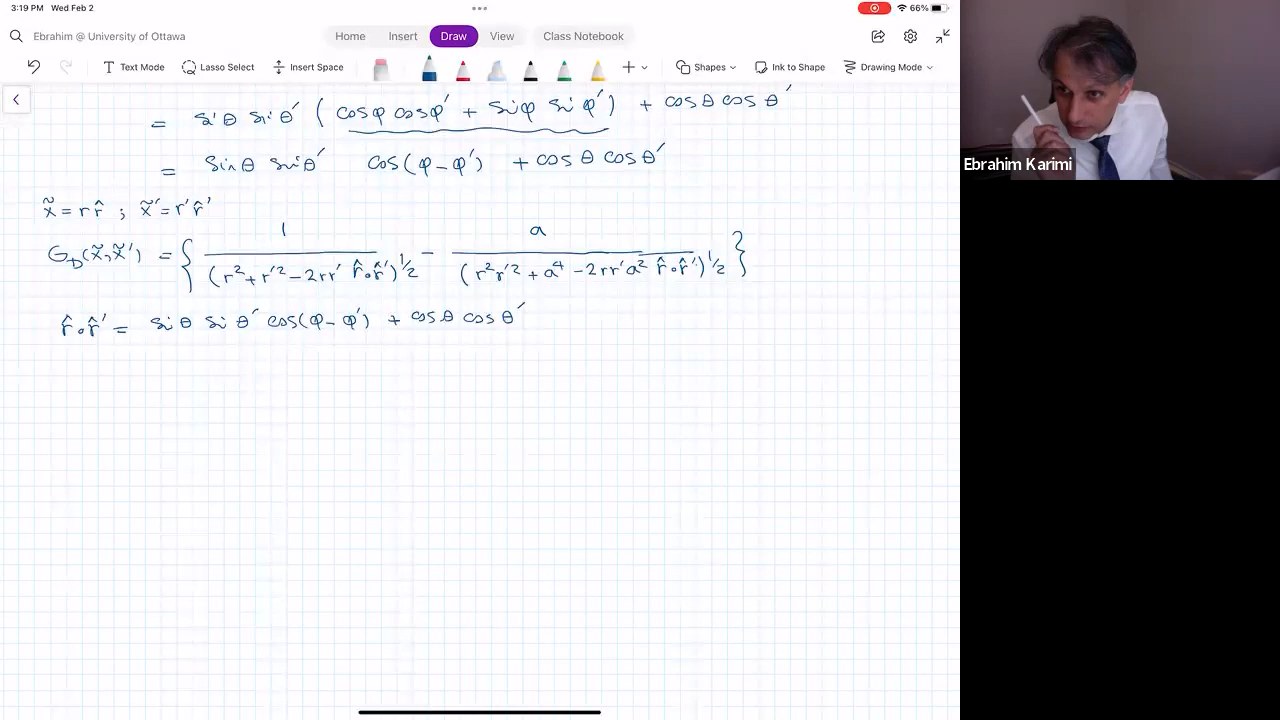 3:19 PM Wed Feb 2
66%
Ebrahim @ University of Ottawa
Home Insert Draw View Class Notebook
Text Mode Lasso Select Insert Space Shapes Ink to Shape Drawing Mode
= sin θ sin θ′ ( cos φ cos φ′ + sin φ sin φ′ ) + cos θ cos θ′
= sin θ sin θ′ cos(φ − φ′) + cos θ cos θ′
x̃ = r r̂ ; x̃′ = r′ r̂′
G_D(x̃, x̃′) = { 1 / (r² + r′² − 2rr′ r̂∘r̂′)^1/2 − a / (r²r′² + a⁴ − 2rr′a² r̂∘r̂′)^1/2 }
r̂∘r̂′ = sin θ sin θ′ cos(φ − φ′) + cos θ cos θ′
Ebrahim Karimi